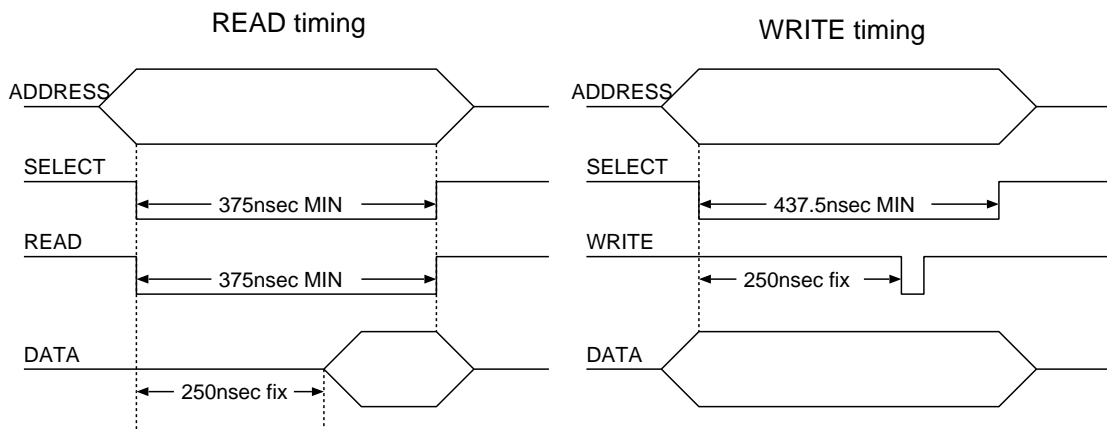 READ timing
ADDRESS
SELECT
375nsec MIN
READ
375nsec MIN
DATA
250nsec fix
WRITE timing
ADDRESS
SELECT
437.5nsec MIN
WRITE
250nsec fix
DATA